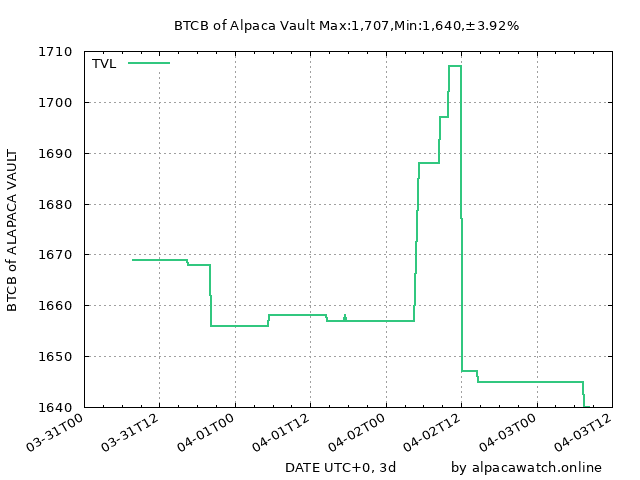 BTCB of Alpaca Vault Max:1,707,Min:1,640,±3.92%
TVL
1710
1700
1690
1680
1670
1660
1650
1640
BTCB of ALAPACA VAULT
03-31T00 03-31T12 04-01T00 04-01T12 04-02T00 04-02T12 04-03T00 04-03T12
DATE UTC+0, 3d by alpacawatch.online